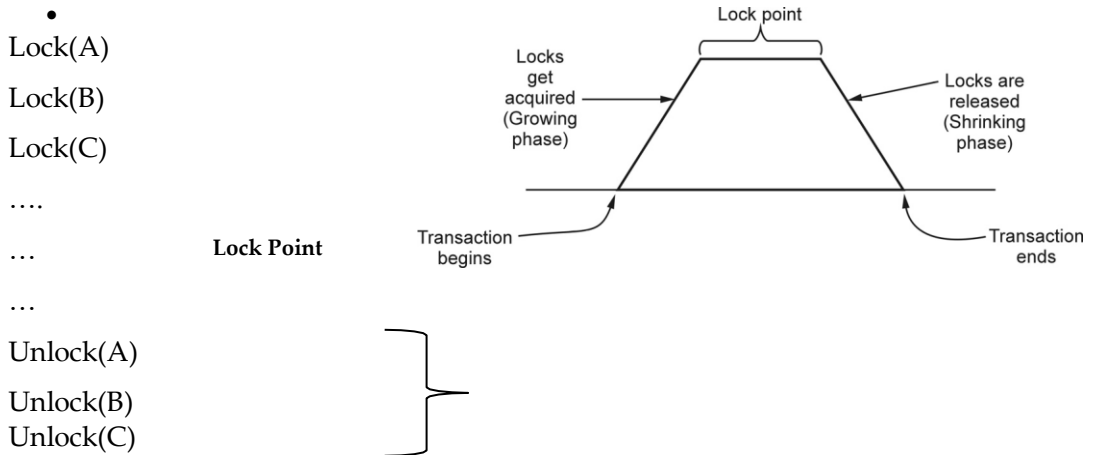 •
Lock(A)
Lock(B)
Lock(C)
….
…
Lock Point
…
Unlock(A)
Unlock(B)
Unlock(C)
Lock point
Locks
get
acquired
(Growing
phase)
Locks are
released
(Shrinking
phase)
Transaction
begins
Transaction
ends